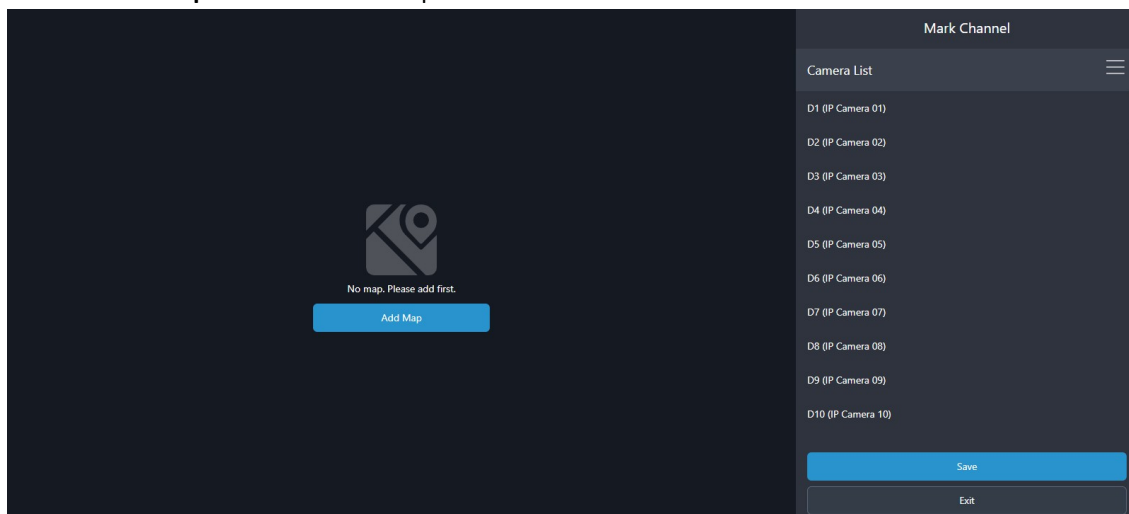 Mark Channel
Camera List
D1 (IP Camera 01)
D2 (IP Camera 02)
D3 (IP Camera 03)
D4 (IP Camera 04)
D5 (IP Camera 05)
D6 (IP Camera 06)
D7 (IP Camera 07)
D8 (IP Camera 08)
D9 (IP Camera 09)
D10 (IP Camera 10)
No map. Please add first.
Add Map
Save
Exit